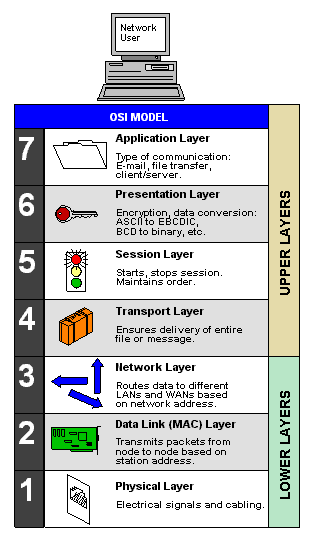 Network
User
OSI MODEL
7
Application Layer
Type of communication:
E-mail, file transfer,
client/server.
6
Presentation Layer
Encryption, data conversion:
ASCII to EBCDIC,
BCD to binary, etc.
5
Session Layer
Starts, stops session.
Maintains order.
4
Transport Layer
Ensures delivery of entire
file or message.
UPPER LAYERS
3
Network Layer
Routes data to different
LANs and WANs based
on network address.
2
Data Link (MAC) Layer
Transmits packets from
node to node based on
station address.
1
Physical Layer
Electrical signals and cabling.
LOWER LAYERS